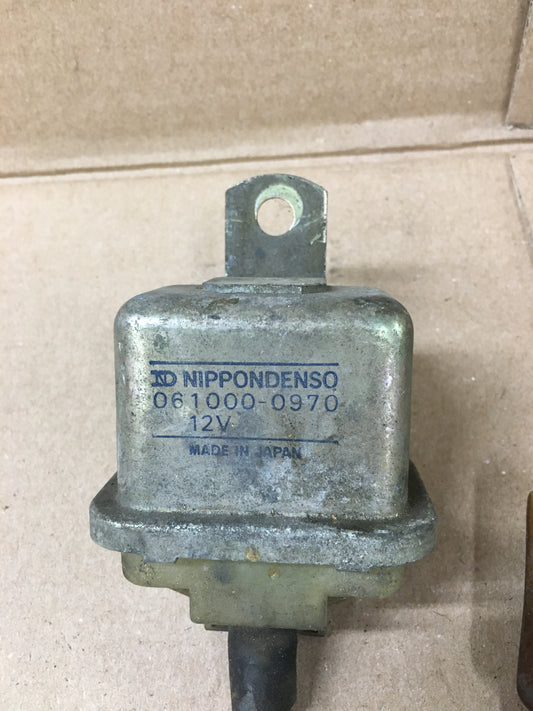 ND NIPPONDENSO
061000-0970
12V
MADE IN JAPAN